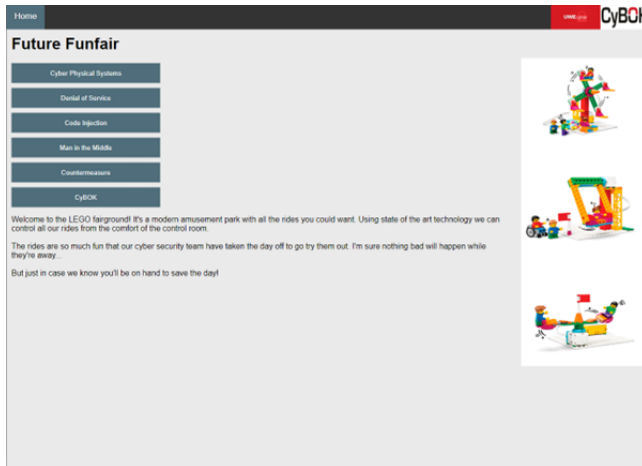 Home
CyBOK
Future Funfair
Cyber Physical Systems
Denial of Service
Code Injection
Man in the Middle
Countermeasure
CyBOK
Welcome to the LEGO fairground! It's a modern amusement park with all the rides you could want. Using state of the art technology we can
control all our rides from the comfort of the control room.
The rides are so much fun that our cyber security team have taken the day off to go try them out. I'm sure nothing bad will happen while
they're away...
But just in case we know you'll be on hand to save the day!